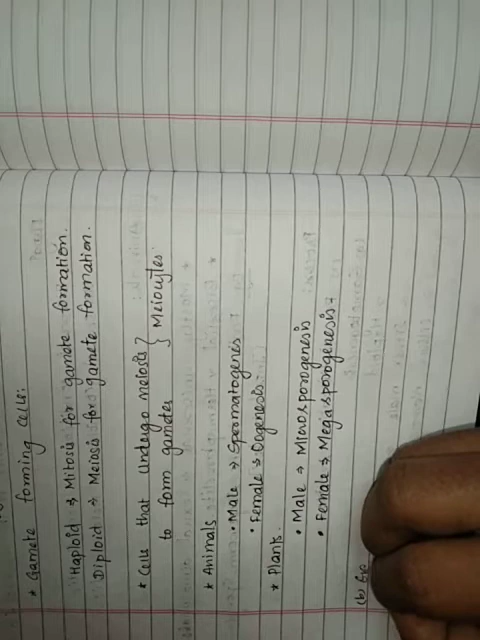 * Gamete forming cells:
Haploid → Mitosis for gamete formation.
Diploid → Meiosis for gamete formation.
* Cells that undergo meiosis } Meiocytes
to form gametes
* Animals
• Male → Spermatogenesis
• Female → Oogenesis
* Plants.
• Male → Microsporogenesis
• Female → Megasporogenesis
(b)